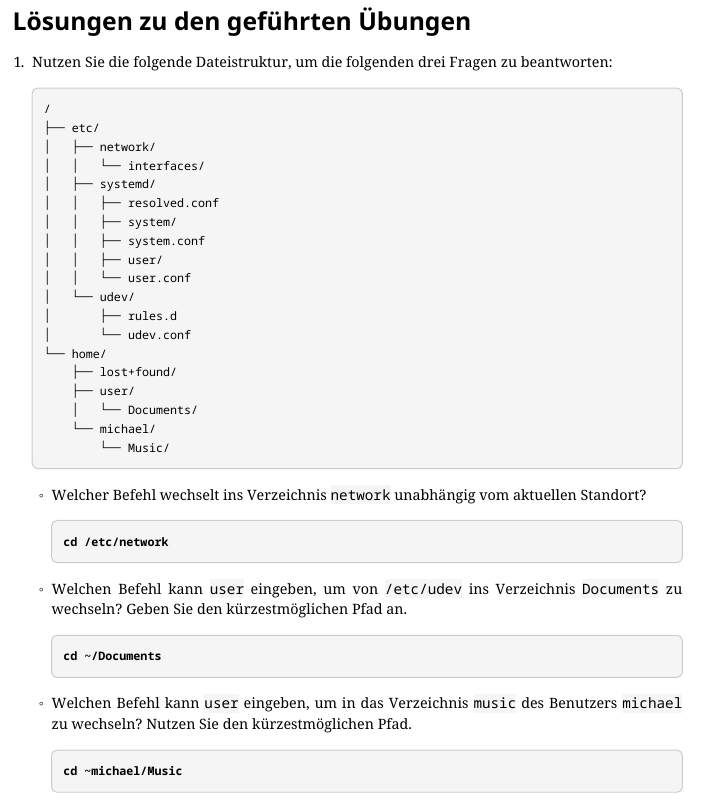 Lösungen zu den geführten Übungen
1. Nutzen Sie die folgende Dateistruktur, um die folgenden drei Fragen zu beantworten:
/
├── etc/
│   ├── network/
│   │   └── interfaces/
│   ├── systemd/
│   │   ├── resolved.conf
│   │   ├── system/
│   │   ├── system.conf
│   │   ├── user/
│   │   └── user.conf
│   └── udev/
│       ├── rules.d
│       └── udev.conf
└── home/
    ├── lost+found/
    ├── user/
    │   └── Documents/
    └── michael/
        └── Music/
◦ Welcher Befehl wechselt ins Verzeichnis network unabhängig vom aktuellen Standort?
cd /etc/network
◦ Welchen Befehl kann user eingeben, um von /etc/udev ins Verzeichnis Documents zu
wechseln? Geben Sie den kürzestmöglichen Pfad an.
cd ~/Documents
◦ Welchen Befehl kann user eingeben, um in das Verzeichnis music des Benutzers michael
zu wechseln? Nutzen Sie den kürzestmöglichen Pfad.
cd ~michael/Music